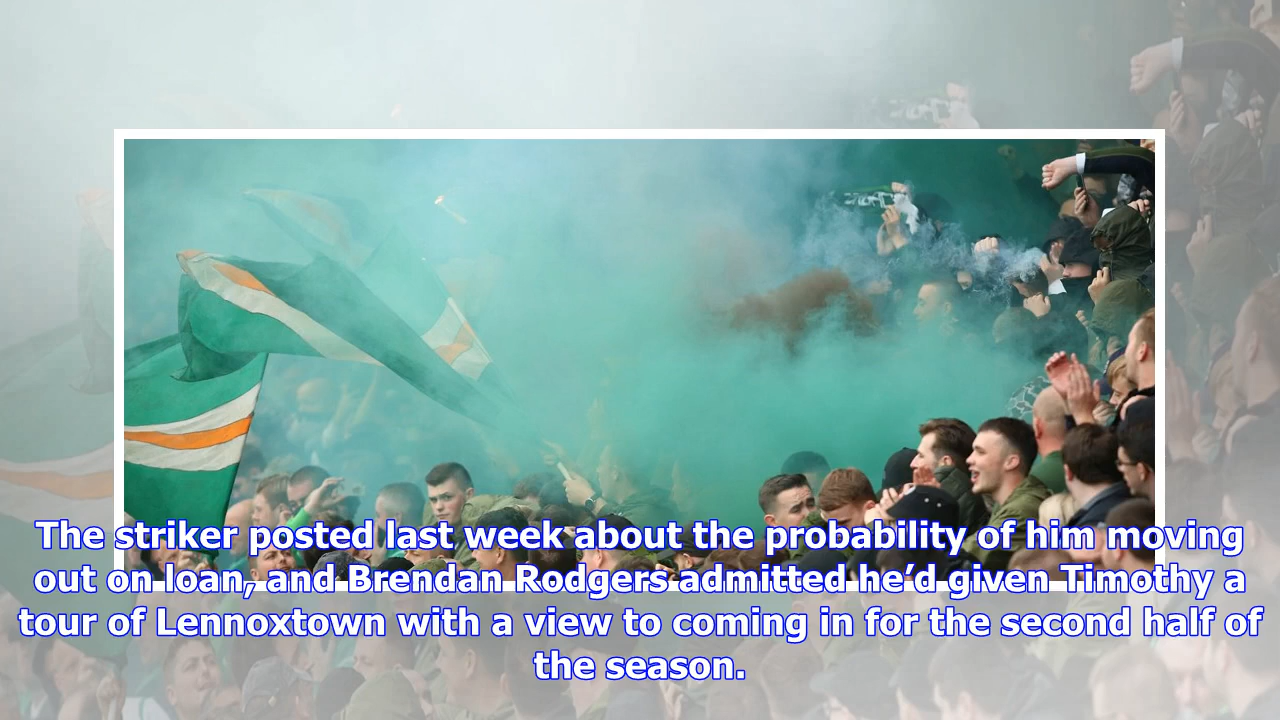 The striker posted last week about the probability of him moving
out on loan, and Brendan Rodgers admitted he’d given Timothy a
tour of Lennoxtown with a view to coming in for the second half of
the season.